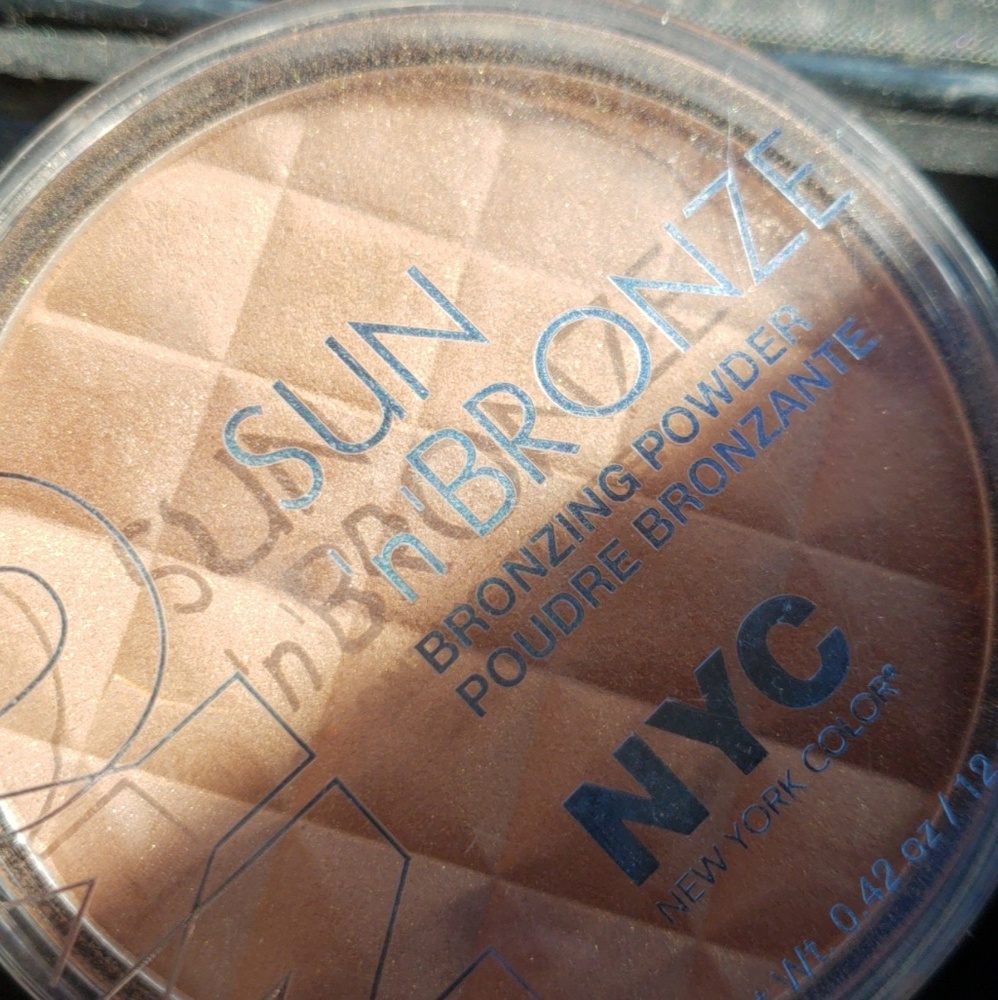 SUN
'n'BRONZE
BRONZING POWDER
POUDRE BRONZANTE
NYC
NEW YORK COLOR®
Wt. 0.42 oz / 12